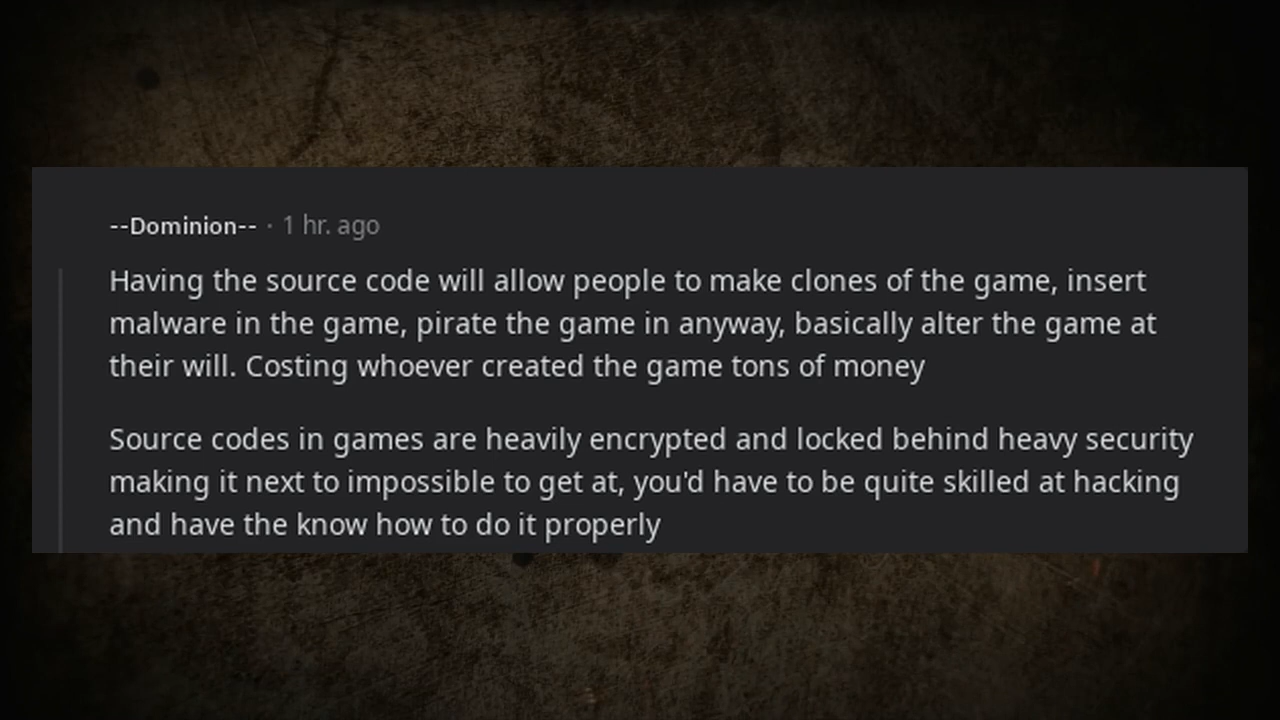 --Dominion-- · 1 hr. ago
Having the source code will allow people to make clones of the game, insert
malware in the game, pirate the game in anyway, basically alter the game at
their will. Costing whoever created the game tons of money
Source codes in games are heavily encrypted and locked behind heavy security
making it next to impossible to get at, you'd have to be quite skilled at hacking
and have the know how to do it properly